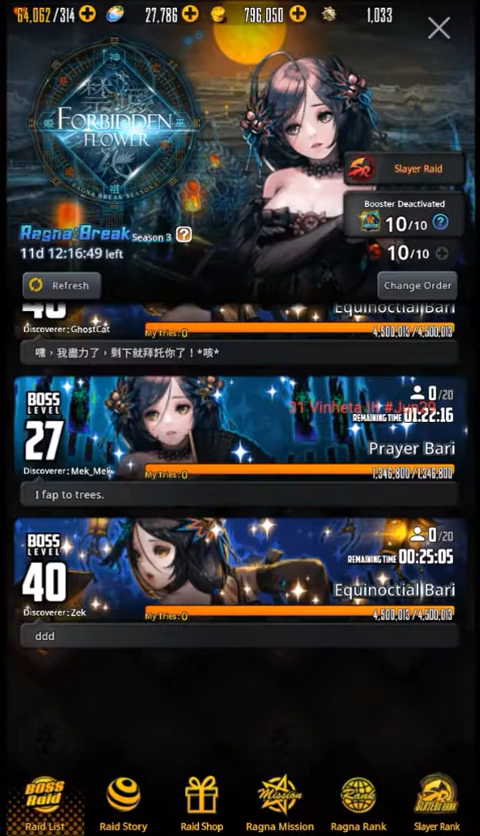 64,062/314
27,786
796,050
1,033
FORBIDDEN
FLOWER
RAGNA BREAK SEASON 3
Slayer Raid
Booster Deactivated
10/10
Ragna:Break Season 3
11d 12:16:49 left
10/10
Refresh
Change Order
40
Equinoctial Bari
Discoverer: GhostCat
My Tries: 0
4,500,013 / 4,500,013
嘿，我盡力了，剩下就拜託你了！*咳*
BOSS
LEVEL
27
0/20
31 Vinheta
REMAINING TIME 01:22:16
Prayer Bari
Discoverer: Mek_Mek
My Tries: 0
1,346,800 / 1,346,800
I fap to trees.
BOSS
LEVEL
40
0/20
REMAINING TIME 00:25:05
Equinoctial Bari
Discoverer: Zek
My Tries: 0
4,500,013 / 4,500,013
ddd
BOSS
Raid
Raid List
Raid Story
Raid Shop
Mission
Ragna Mission
Rank
Ragna Rank
Slayer Rank